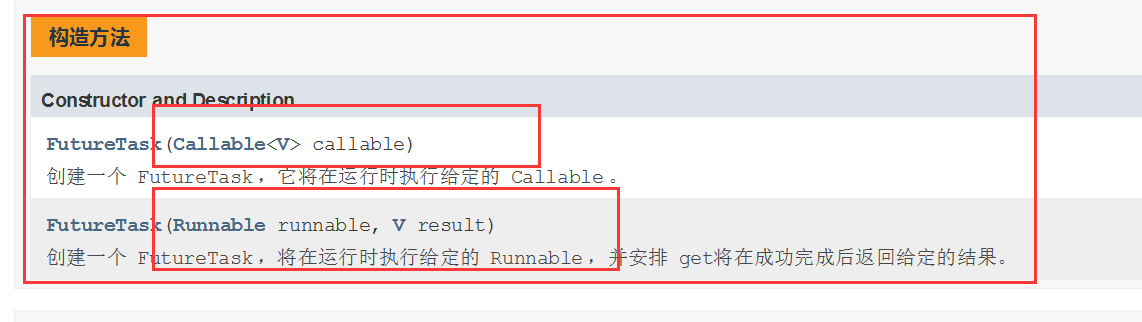 构造方法
Constructor and Description
FutureTask(Callable<V> callable)
创建一个 FutureTask，它将在运行时执行给定的 Callable。
FutureTask(Runnable runnable, V result)
创建一个 FutureTask，将在运行时执行给定的 Runnable，并安排 get将在成功完成后返回给定的结果。